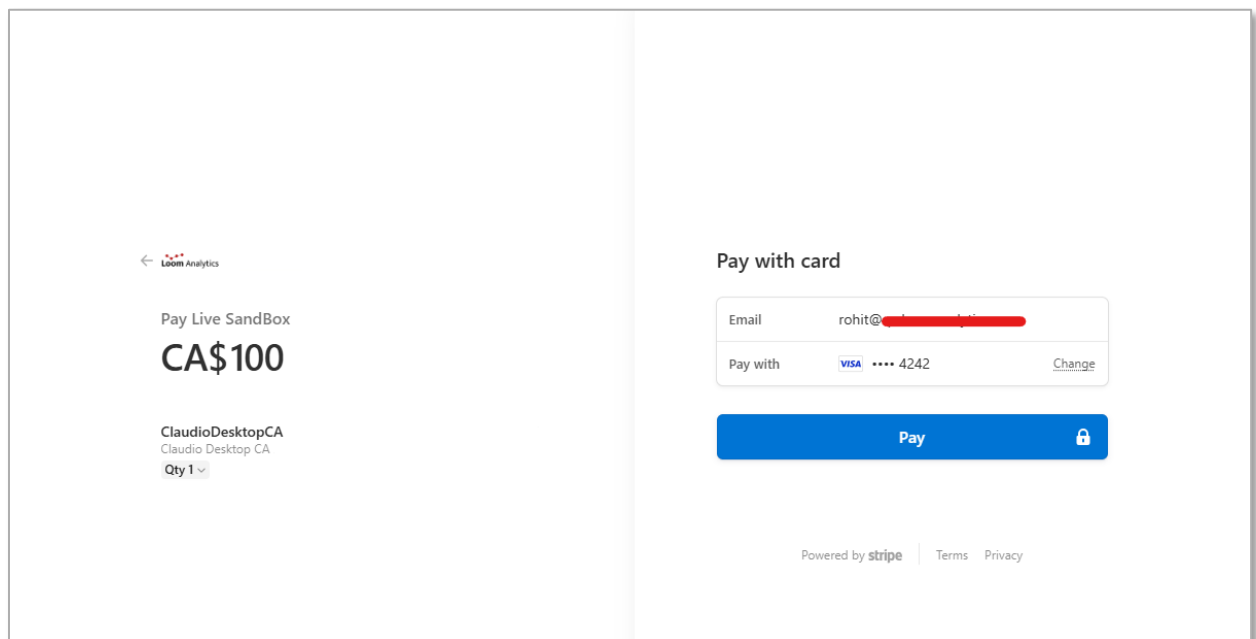 Loom Analytics
Pay Live SandBox
CA$100
ClaudioDesktopCA
Claudio Desktop CA
Qty 1
Pay with card
Email rohit@
Pay with VISA •••• 4242 Change
Pay
Powered by stripe Terms Privacy